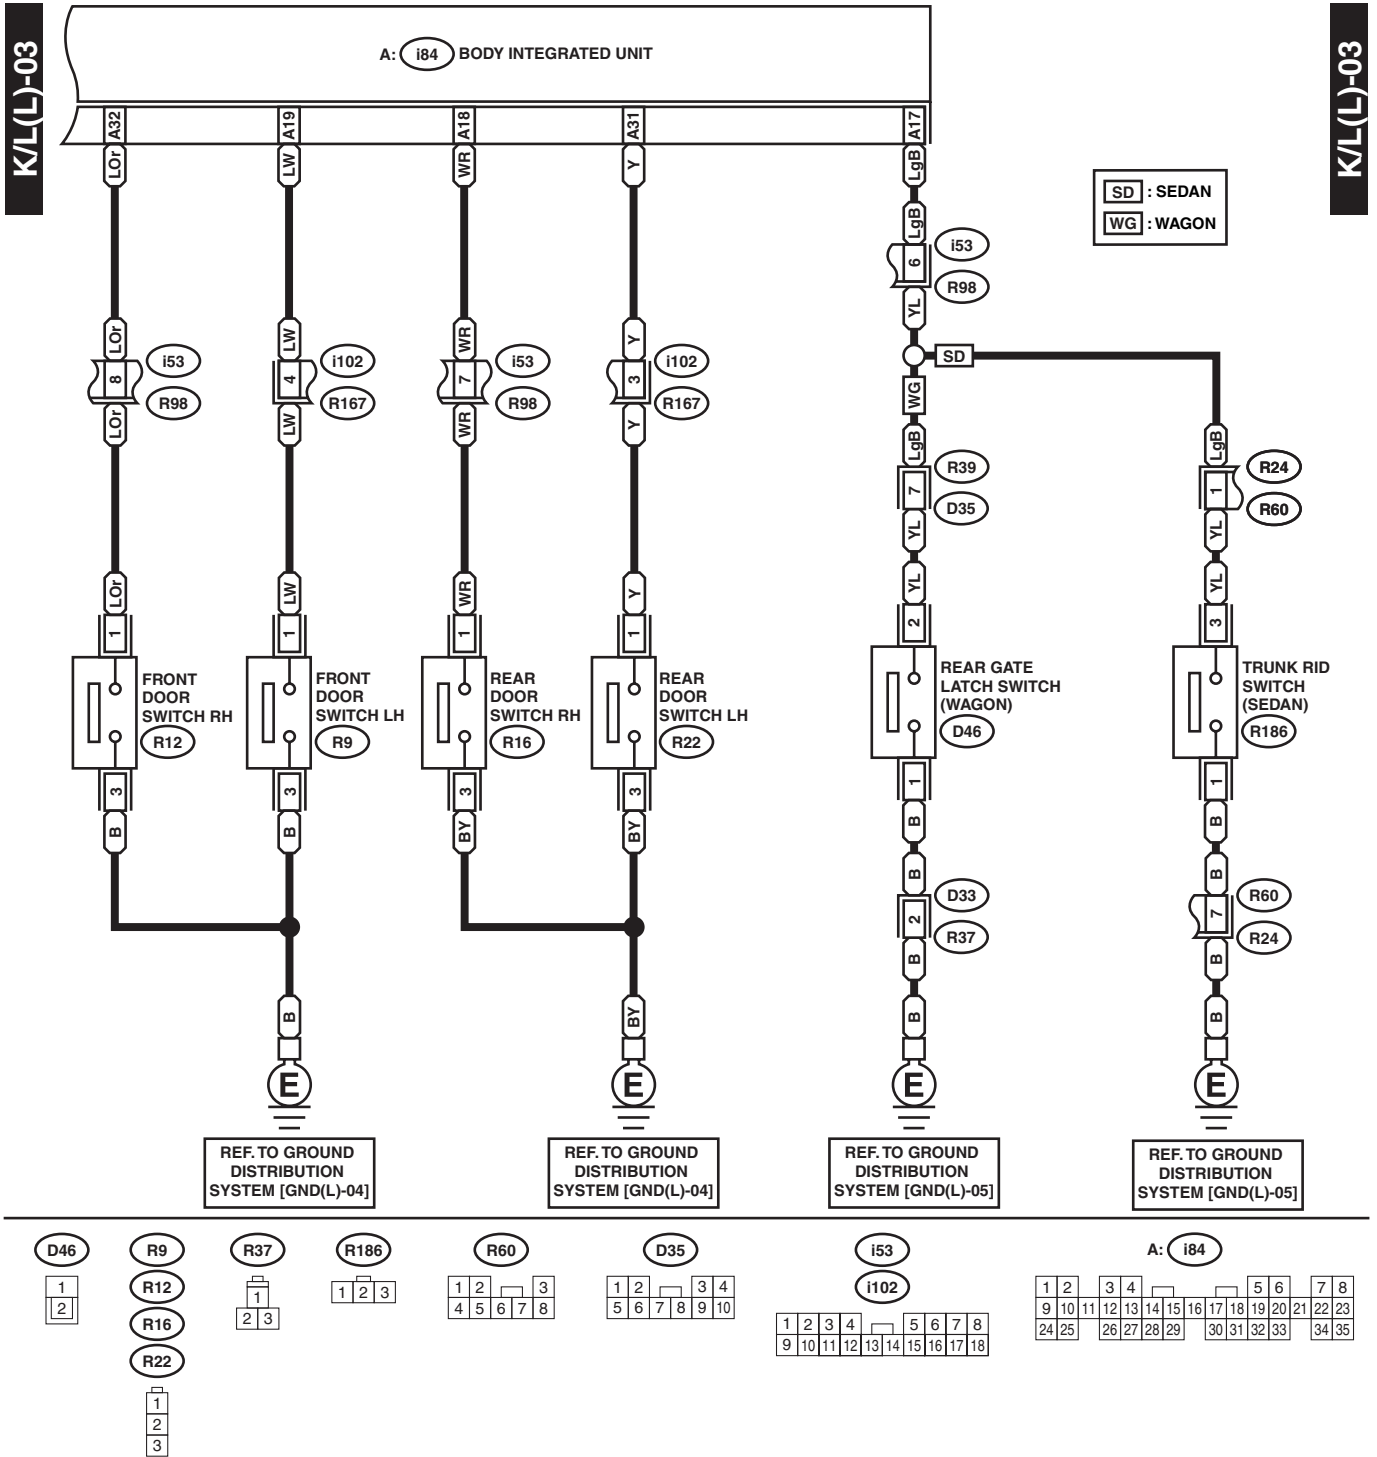 K/L(L)-03
K/L(L)-03
A: i84 BODY INTEGRATED UNIT
A32 A19 A18 A31 A17
LOr LW WR Y LgB
SD : SEDAN
WG : WAGON
LgB
6 i53
R98
YL
SD
LOr LW WR Y
8 i53 4 i102 7 i53 3 i102
R98 R167 R98 R167
LOr LW WR Y
WG
LgB LgB
7 R39 1 R24
D35 R60
YL YL
LOr LW WR Y YL YL
1 1 1 1 2 3
FRONT
DOOR
SWITCH RH
R12
FRONT
DOOR
SWITCH LH
R9
REAR
DOOR
SWITCH RH
R16
REAR
DOOR
SWITCH LH
R22
REAR GATE
LATCH SWITCH
(WAGON)
D46
TRUNK RID
SWITCH
(SEDAN)
R186
3 3 3 3 1 1
B B BY BY B B
B B
2 D33 7 R60
R37 R24
B B
B BY B B
E E E E
REF. TO GROUND
DISTRIBUTION
SYSTEM [GND(L)-04]
REF. TO GROUND
DISTRIBUTION
SYSTEM [GND(L)-04]
REF. TO GROUND
DISTRIBUTION
SYSTEM [GND(L)-05]
REF. TO GROUND
DISTRIBUTION
SYSTEM [GND(L)-05]
D46
1
2
R9
R12
R16
R22
1
2
3
R37
1
2 3
R186
1 2 3
R60
1 2 3
4 5 6 7 8
D35
1 2 3 4
5 6 7 8 9 10
i53
i102
1 2 3 4 5 6 7 8
9 10 11 12 13 14 15 16 17 18
A: i84
1 2 3 4 5 6 7 8
9 10 11 12 13 14 15 16 17 18 19 20 21 22 23
24 25 26 27 28 29 30 31 32 33 34 35